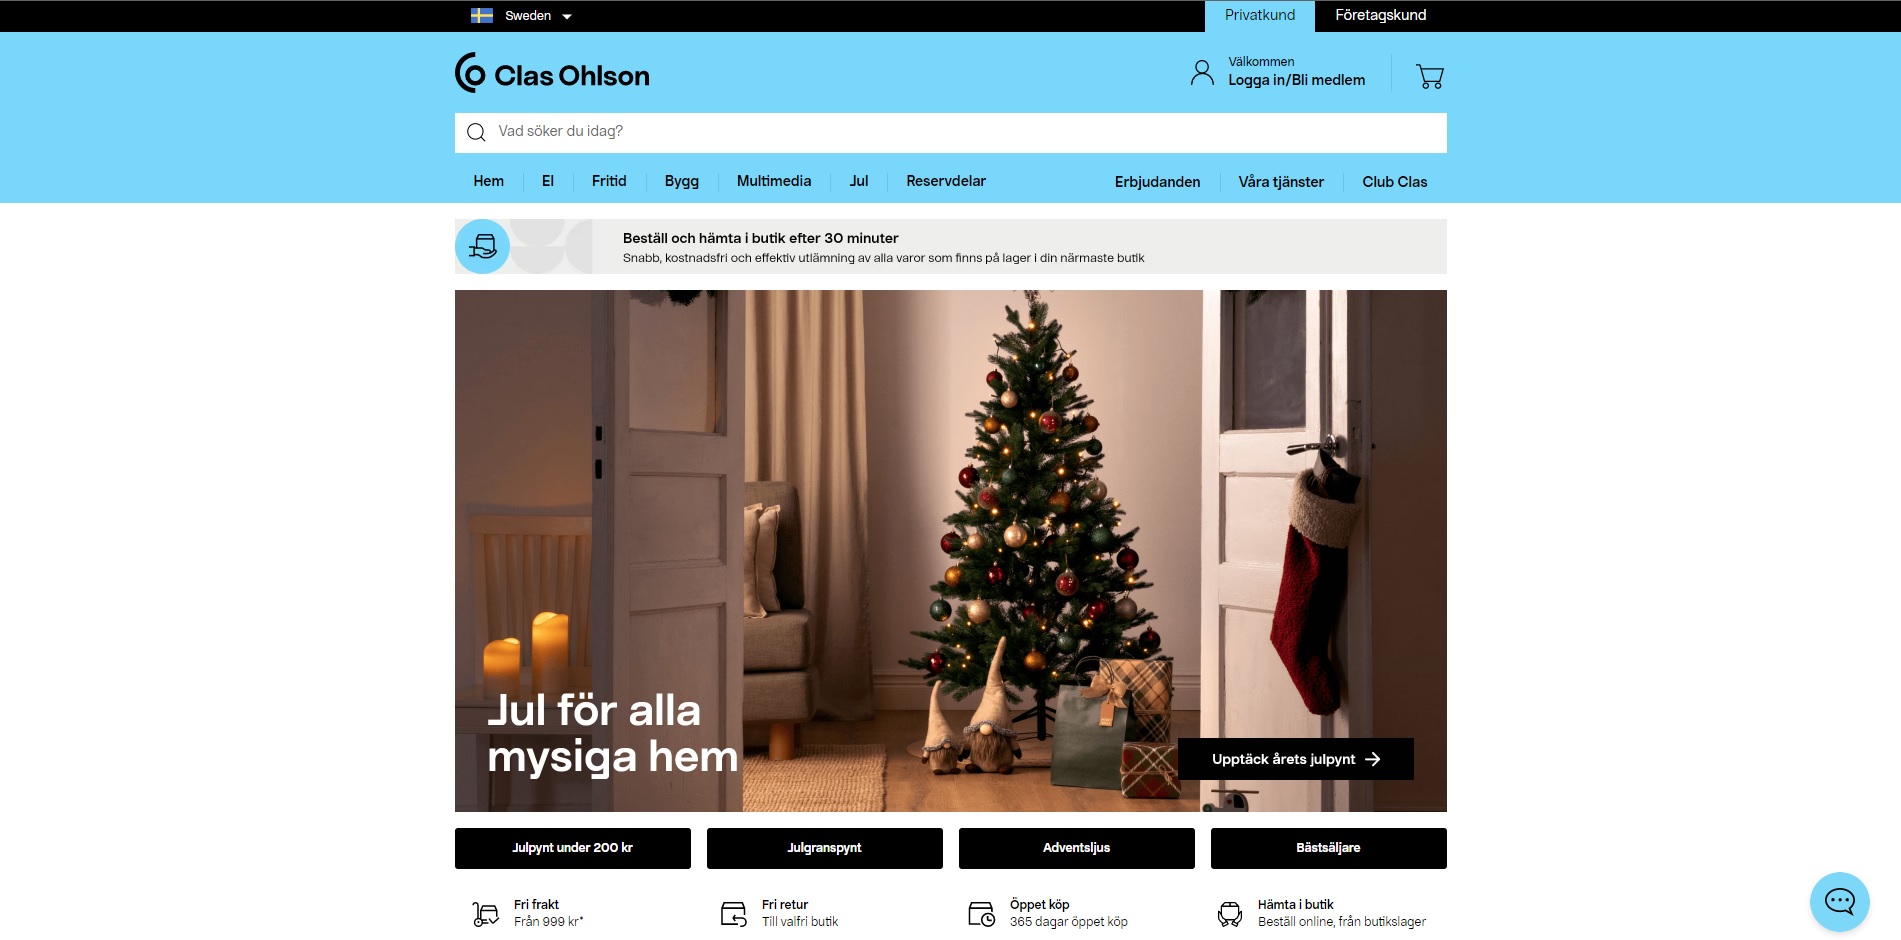 Sweden
Privatkund
Företagskund
Clas Ohlson
Välkommen
Logga in/Bli medlem
Vad söker du idag?
Hem
El
Fritid
Bygg
Multimedia
Jul
Reservdelar
Erbjudanden
Våra tjänster
Club Clas
Beställ och hämta i butik efter 30 minuter
Snabb, kostnadsfri och effektiv utlämning av alla varor som finns på lager i din närmaste butik
Jul för alla
mysiga hem
Upptäck årets julpynt
Julpynt under 200 kr
Julgranspynt
Adventsljus
Bästsäljare
Fri frakt
Från 999 kr*
Fri retur
Till valfri butik
Öppet köp
365 dagar öppet köp
Hämta i butik
Beställ online, från butikslager